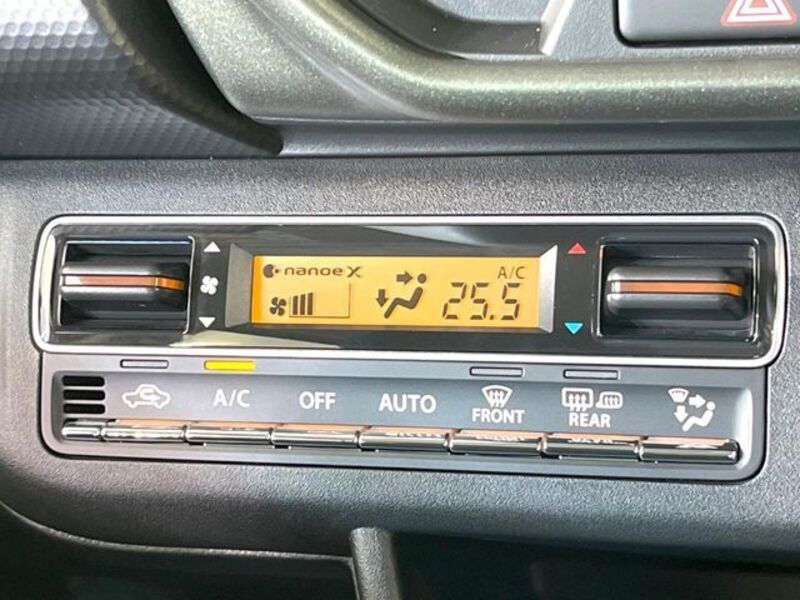 nanoe X
A/C
25.5
A/C
OFF
AUTO
FRONT
REAR